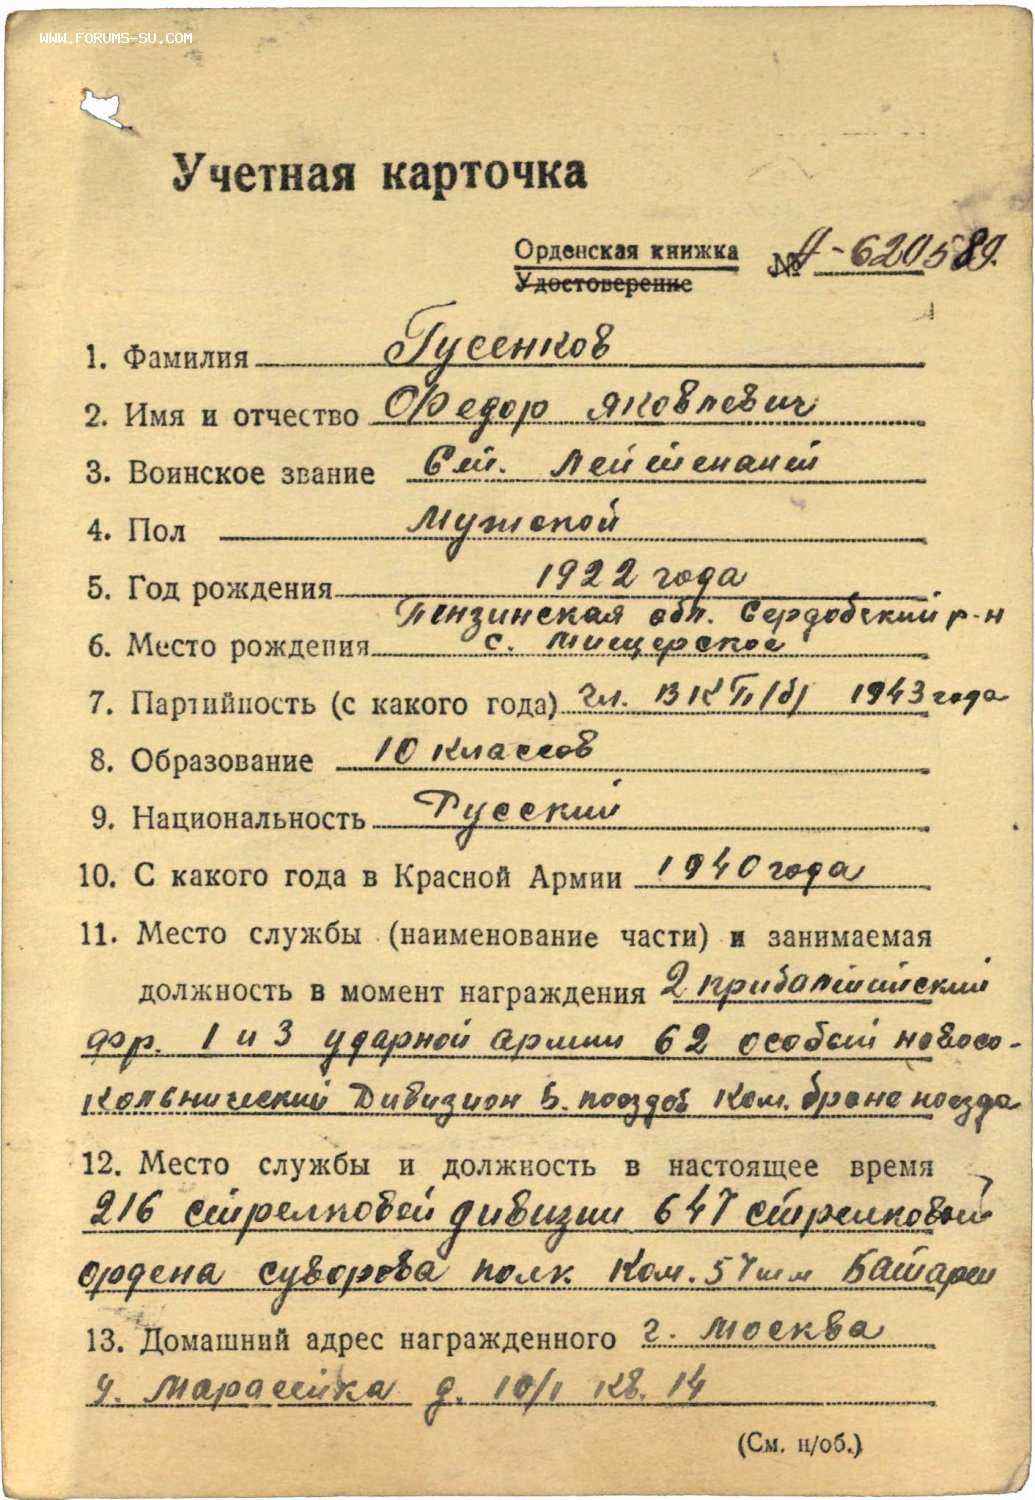 WWW.FORUMS-SU.COM
Учетная карточка
Орденская книжка № А-620589.
Удостоверение
1. Фамилия Гусенков
2. Имя и отчество Федор Яковлевич
3. Воинское звание Ст. Лейтенант
4. Пол Мужской
5. Год рождения 1922 года
Пензинская обл. Сердобский р-н
6. Место рождения с. Мищерское
7. Партийность (с какого года) чл. ВКП/б/ 1943 года
8. Образование 10 классов
9. Национальность Русский
10. С какого года в Красной Армии 1940 года
11. Место службы (наименование части) и занимаемая
должность в момент награждения 2 прибалтийский
фр. 1 и 3 ударной армии 62 особый новосо-
кольнический Дивизион б. поездов Ком. броне поезда
12. Место службы и должность в настоящее время
216 стрелковой дивизии 647 стрелковой
ордена суворова полк Ком. 57мм Батареи
13. Домашний адрес награжденного г. Москва
у. д. 10/1 кв. 14
(См. н/об.)